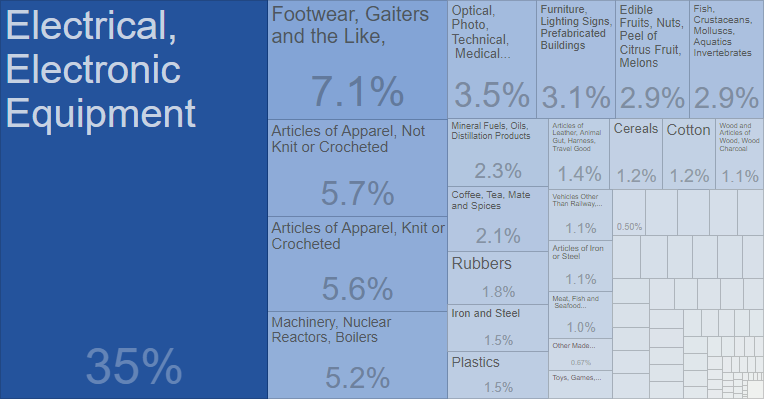 Electrical,
Electronic
Equipment
35%
Footwear, Gaiters
and the Like,
7.1%
Articles of Apparel, Not
Knit or Crocheted
5.7%
Articles of Apparel, Knit or
Crocheted
5.6%
Machinery, Nuclear
Reactors, Boilers
5.2%
Optical,
Photo,
Technical,
Medical...
3.5%
Furniture,
Lighting Signs,
Prefabricated
Buildings
3.1%
Edible
Fruits, Nuts,
Peel of
Citrus Fruit,
Melons
2.9%
Fish,
Crustaceans,
Molluscs,
Aquatics
Invertebrates
2.9%
Mineral Fuels, Oils,
Distillation Products
2.3%
Coffee, Tea, Mate
and Spices
2.1%
Rubbers
1.8%
Iron and Steel
1.5%
Plastics
1.5%
Articles of
Leather, Animal
Gut, Harness,
Travel Good
1.4%
Cereals
1.2%
Cotton
1.2%
Wood and
Articles of
Wood, Wood
Charcoal
1.1%
Vehicles Other
Than Railway,...
1.1%
Articles of Iron
or Steel
1.1%
Meat, Fish and
Seafood...
1.0%
Other Made...
0.67%
Toys, Games,...
0.50%